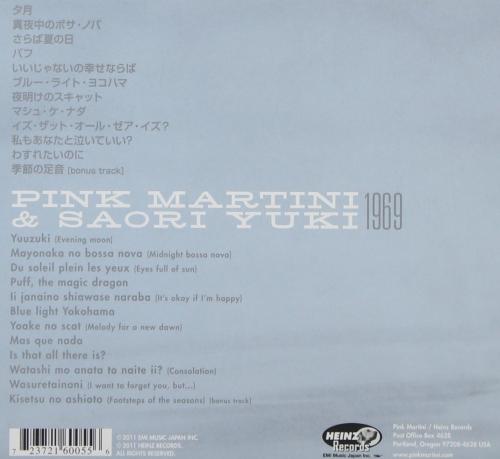 夕月
真夜中のボサ・ノバ
さらば夏の日
パフ
いいじゃないの幸せならば
ブルー・ライト・ヨコハマ
夜明けのスキャット
マシュ・ケ・ナダ
イズ・ザット・オール・ゼア・イズ?
私もあなたと泣いていい?
わすれたいのに
季節の足音 [bonus track]
PINK MARTINI
& SAORI YUKI 1969
Yuuzuki (Evening moon)
Mayonaka no bossa nova (Midnight bossa nova)
Du soleil plein les yeux (Eyes full of sun)
Puff, the magic dragon
Ii janaino shiawase naraba (It's okay if I'm happy)
Blue light Yokohama
Yoake no scat (Melody for a new dawn)
Mas que nada
Is that all there is?
Watashi mo anata to naite ii? (Consolation)
Wasuretainani (I want to forget you, but...)
Kisetsu no ashioto (Footsteps of the seasons) (bonus track)
7 23721 60055 6
© 2011 EMI MUSIC JAPAN INC.
© 2011 HEINZ RECORDS.
ALL RIGHTS RESERVED
HEINZ
Records
EMI Music Japan Inc.
Pink Martini / Heinz Records
Post Office Box 4628
Portland, Oregon 97208-4628 USA
www.pinkmartini.com